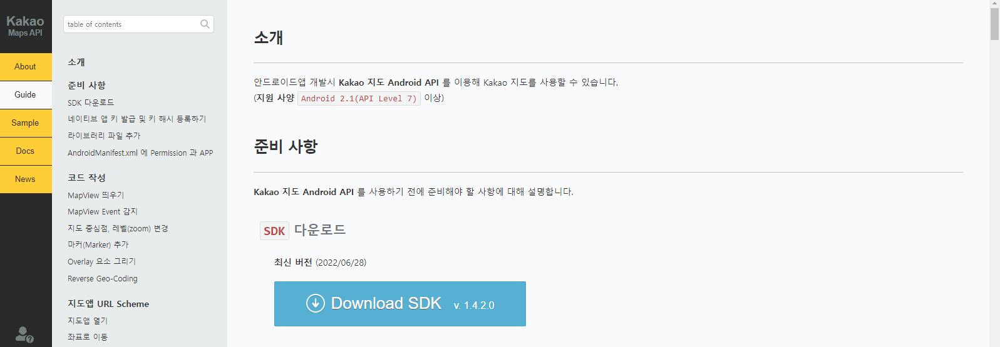 Kakao
Maps API
About
Guide
Sample
Docs
News
table of contents
소개
준비 사항
SDK 다운로드
네이티브 앱 키 발급 및 키 해시 등록하기
라이브러리 파일 추가
AndroidManifest.xml 에 Permission 과 APP
코드 작성
MapView 띄우기
MapView Event 감지
지도 중심점, 레벨(zoom) 변경
마커(Marker) 추가
Overlay 요소 그리기
Reverse Geo-Coding
지도앱 URL Scheme
지도앱 열기
좌표로 이동
소개
안드로이드앱 개발시 Kakao 지도 Android API 를 이용해 Kakao 지도를 사용할 수 있습니다.
(지원 사양 Android 2.1(API Level 7) 이상)
준비 사항
Kakao 지도 Android API 를 사용하기 전에 준비해야 할 사항에 대해 설명합니다.
SDK 다운로드
최신 버전 (2022/06/28)
Download SDK v. 1.4.2.0